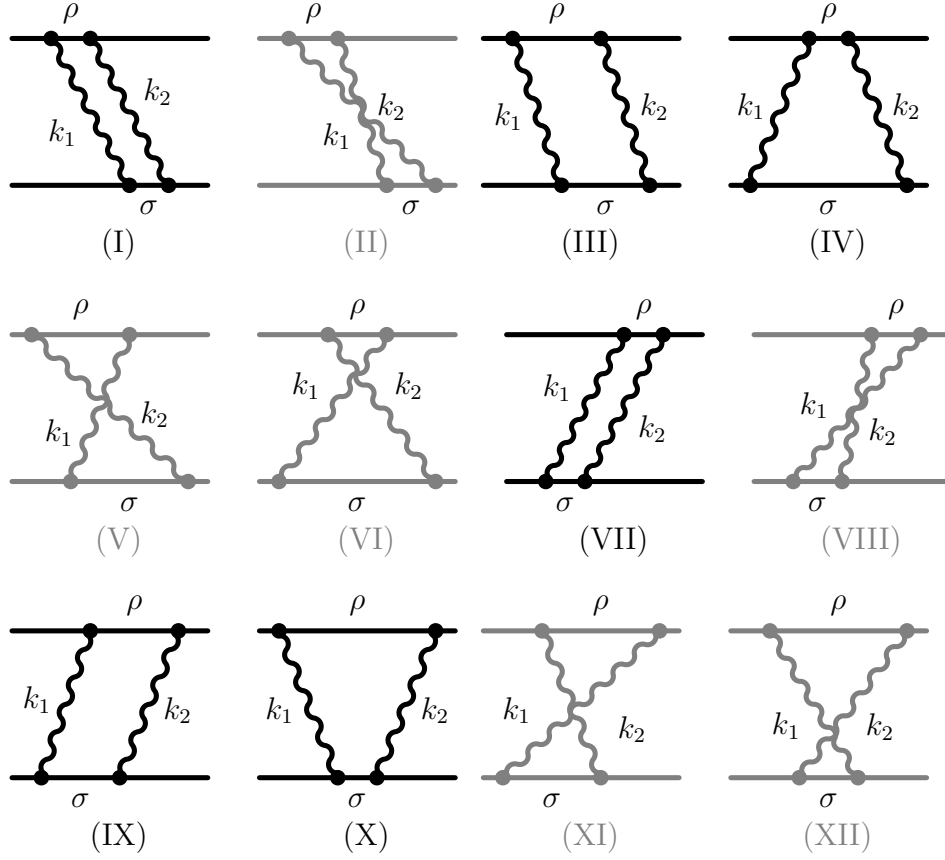 ρ ρ ρ ρ
k₁ k₂ k₁ k₂ k₁ k₂ k₁ k₂
σ σ σ σ
(I) (II) (III) (IV)
ρ ρ ρ ρ
k₁ k₂ k₁ k₂ k₁ k₂ k₁ k₂
σ σ σ σ
(V) (VI) (VII) (VIII)
ρ ρ ρ ρ
k₁ k₂ k₁ k₂ k₁ k₂ k₁ k₂
σ σ σ σ
(IX) (X) (XI) (XII)